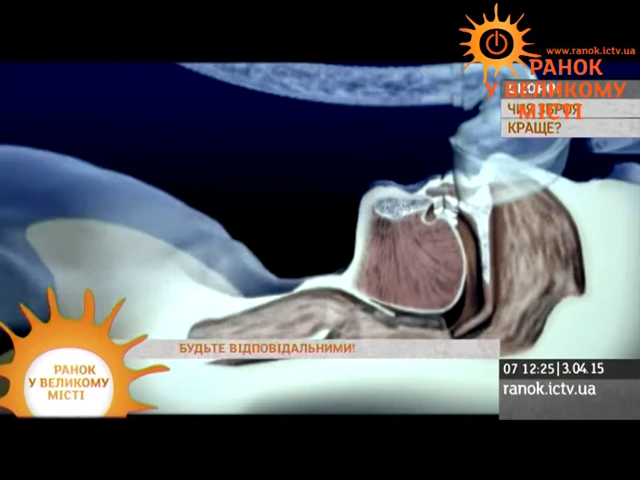 www.ranok.ictv.ua
РАНОК
У ВЕЛИКОМУ
МІСТІ
ЧИЯ ЗБРОЯ
КРАЩЕ?
БУДЬТЕ ВІДПОВІДАЛЬНИМИ!
РАНОК
У ВЕЛИКОМУ
МІСТІ
07 12:25 3.04.15
ranok.ictv.ua